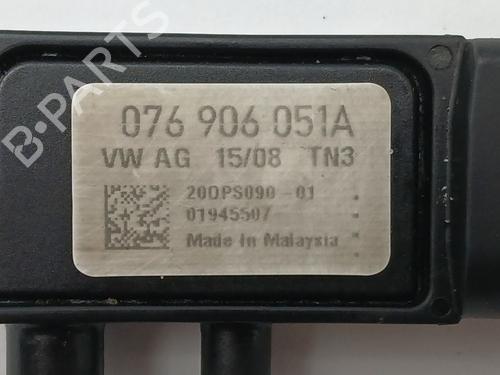 B-PARTS
076 906 051A
VW AG 15/08 TN3
20DPS090-01
01945507
Made In Malaysia